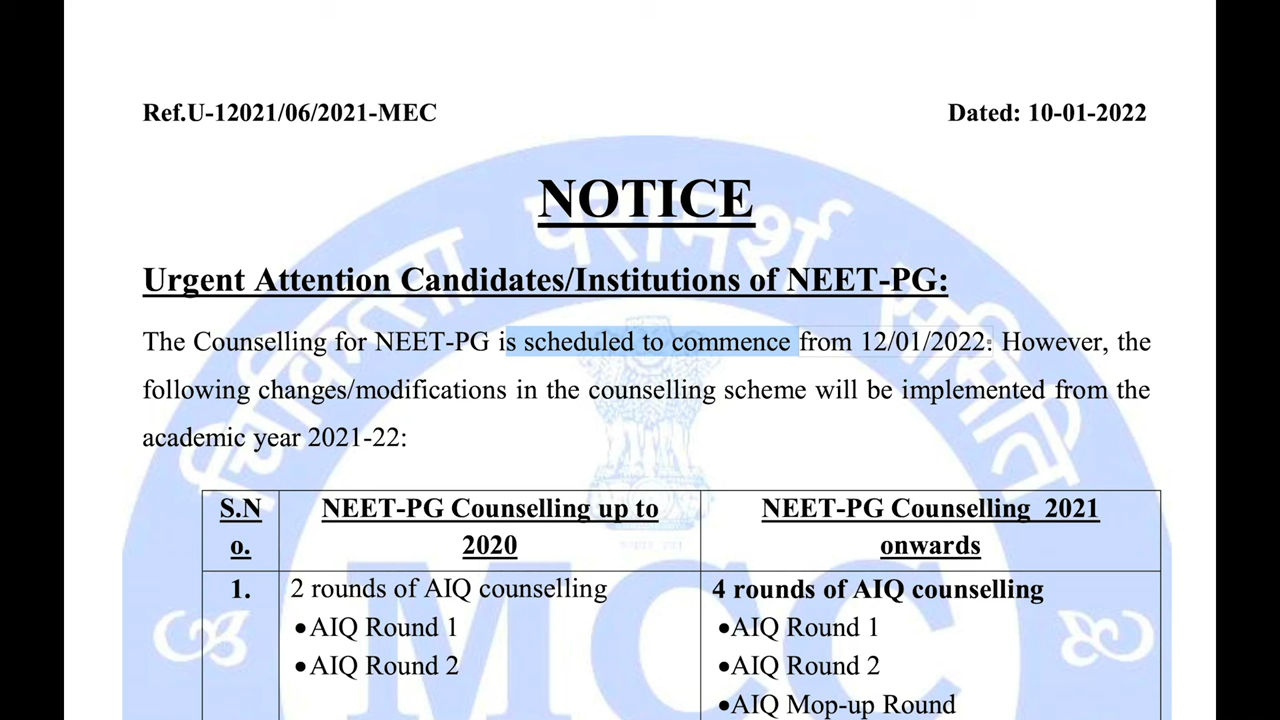 Ref.U-12021/06/2021-MEC Dated: 10-01-2022
NOTICE
Urgent Attention Candidates/Institutions of NEET-PG:
The Counselling for NEET-PG is scheduled to commence from 12/01/2022. However, the
following changes/modifications in the counselling scheme will be implemented from the
academic year 2021-22:
S.N
o.
NEET-PG Counselling up to
2020
NEET-PG Counselling 2021
onwards
1.
2 rounds of AIQ counselling
•AIQ Round 1
•AIQ Round 2
4 rounds of AIQ counselling
•AIQ Round 1
•AIQ Round 2
•AIQ Mop-up Round
चिकित्सा परामर्श समिति
MCC